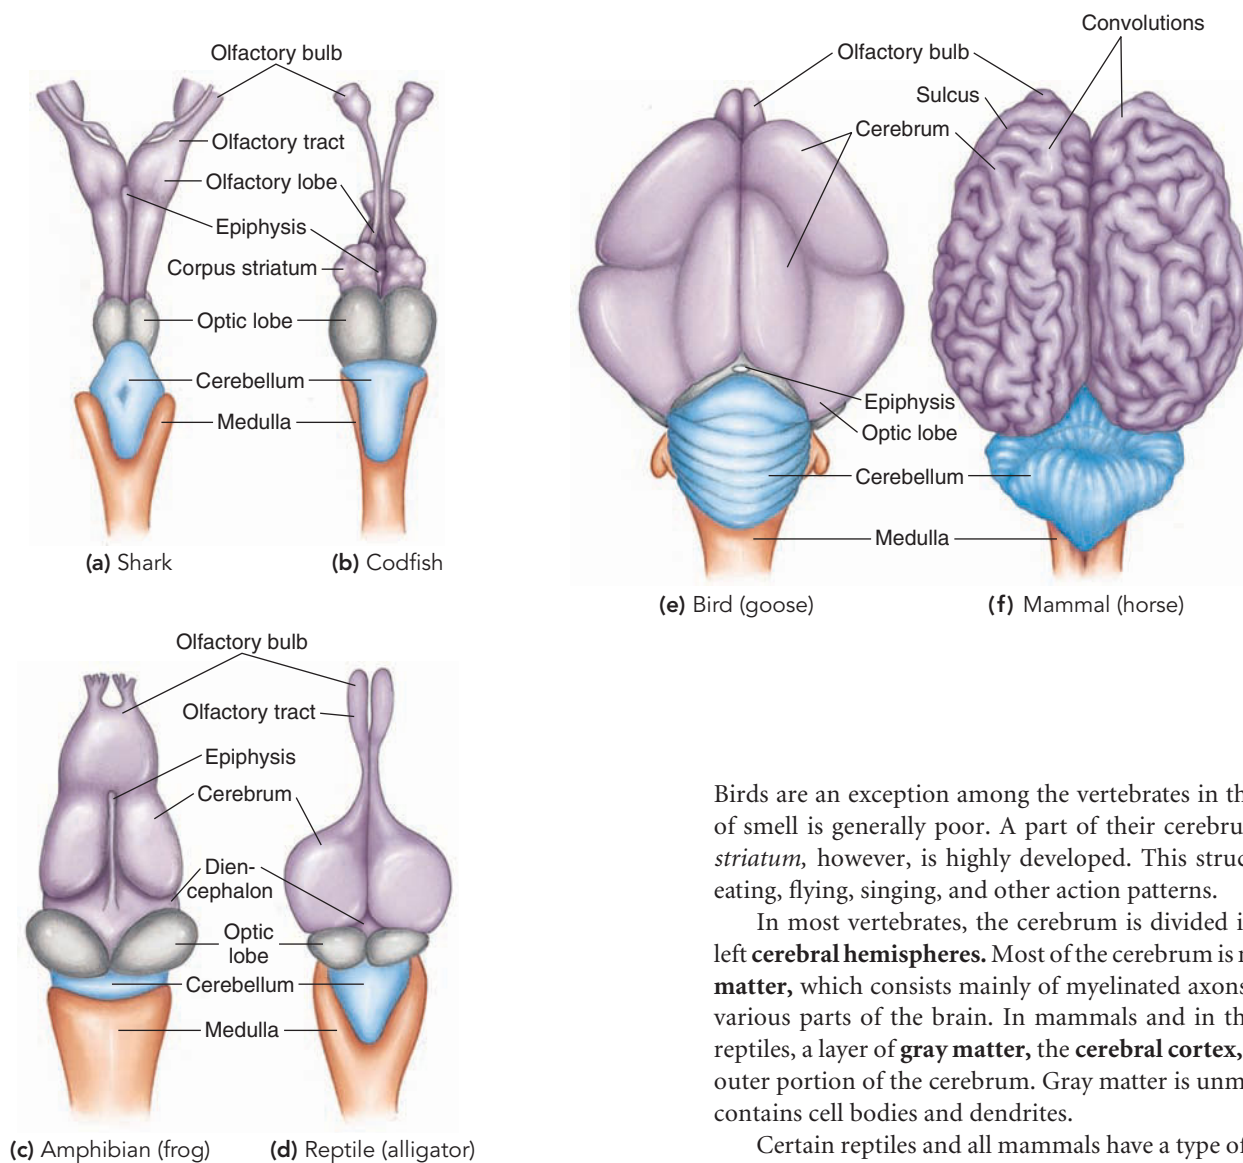 Olfactory bulb
Olfactory tract
Olfactory lobe
Epiphysis
Corpus striatum
Optic lobe
Cerebellum
Medulla
(a) Shark
(b) Codfish
Convolutions
Olfactory bulb
Sulcus
Cerebrum
Epiphysis
Optic lobe
Cerebellum
Medulla
(e) Bird (goose)
(f) Mammal (horse)
Olfactory bulb
Olfactory tract
Epiphysis
Cerebrum
Dien-
cephalon
Optic
lobe
Cerebellum
Medulla
(c) Amphibian (frog)
(d) Reptile (alligator)
Birds are an exception among the vertebrates in th
of smell is generally poor. A part of their cerebru
striatum, however, is highly developed. This struc
eating, flying, singing, and other action patterns.
In most vertebrates, the cerebrum is divided i
left cerebral hemispheres. Most of the cerebrum is
matter, which consists mainly of myelinated axons
various parts of the brain. In mammals and in th
reptiles, a layer of gray matter, the cerebral cortex,
outer portion of the cerebrum. Gray matter is unm
contains cell bodies and dendrites.
Certain reptiles and all mammals have a type of